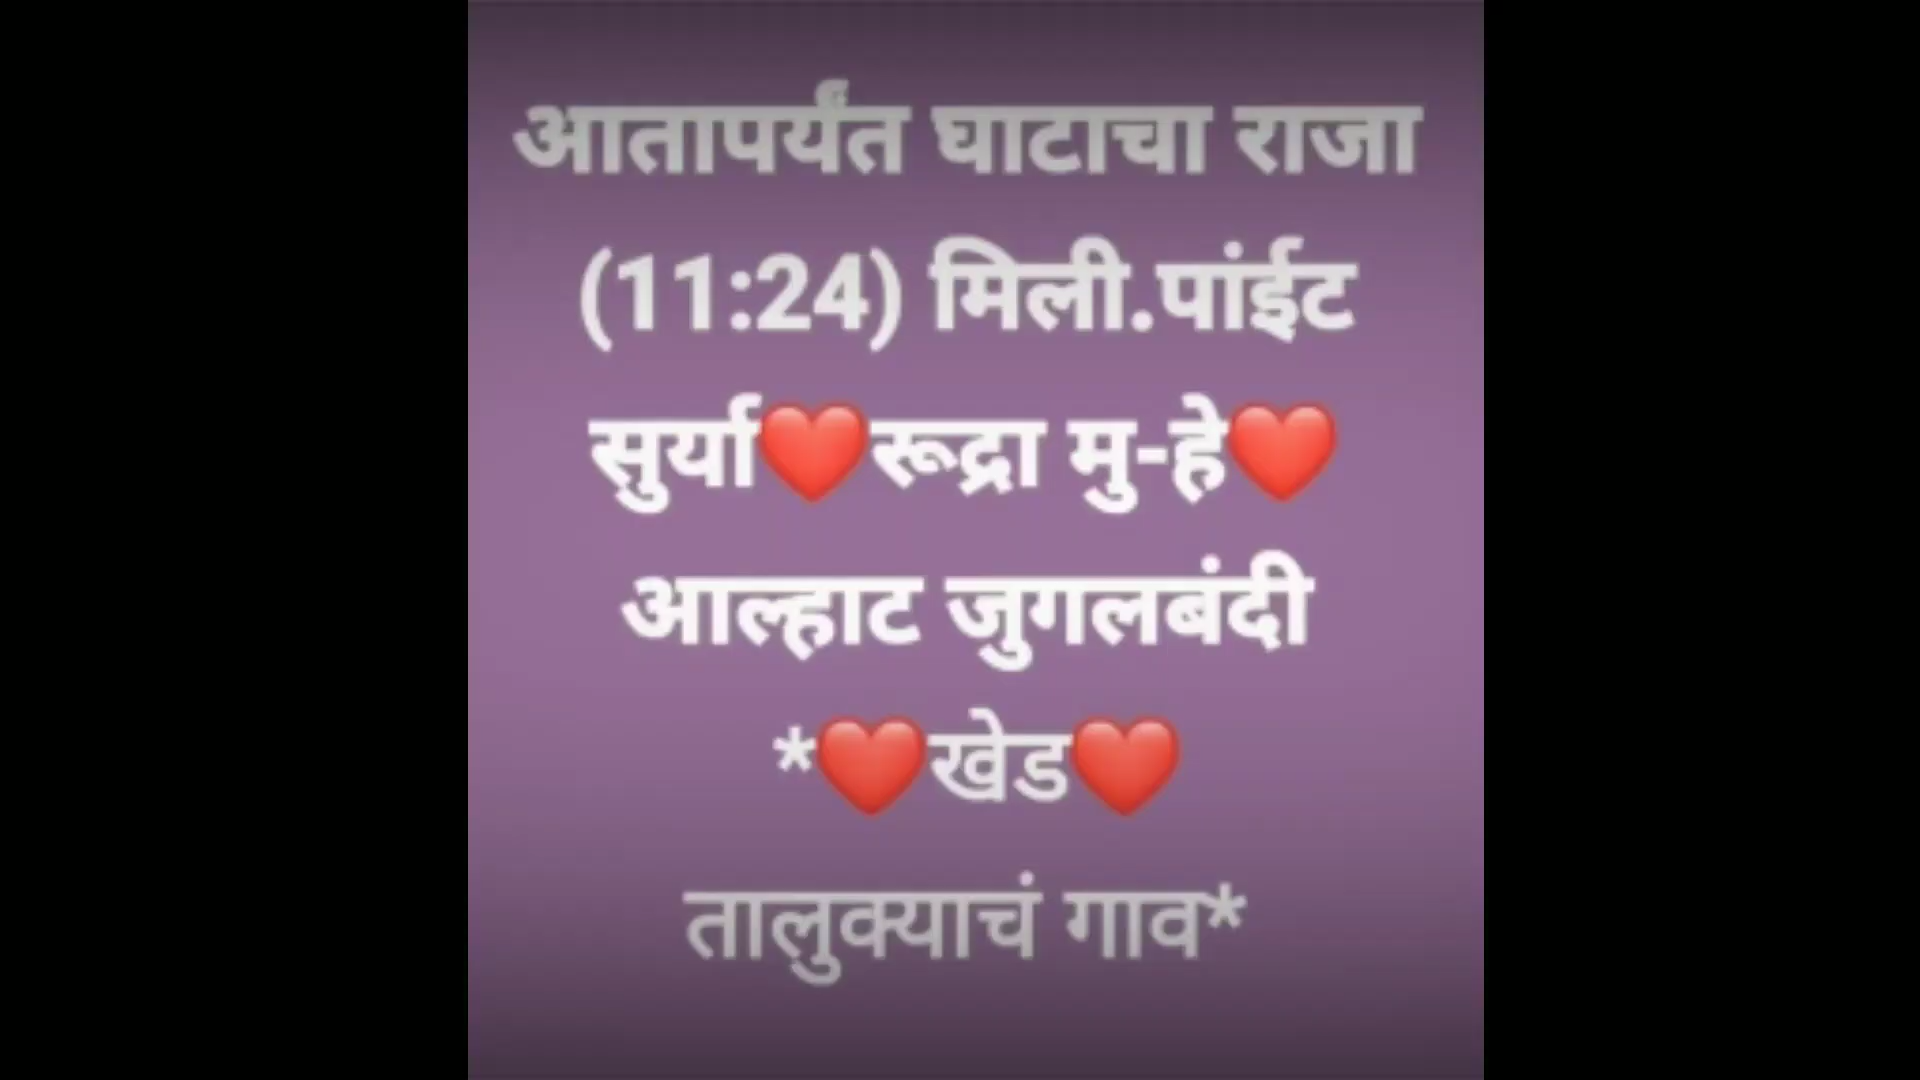 आतापर्यंत घाटाचा राजा
(11:24) मिली.पांईट
सुर्या❤️रूद्रा मु-हे❤️
आल्हाट जुगलबंदी
*❤️खेड❤️
तालुक्याचं गाव*